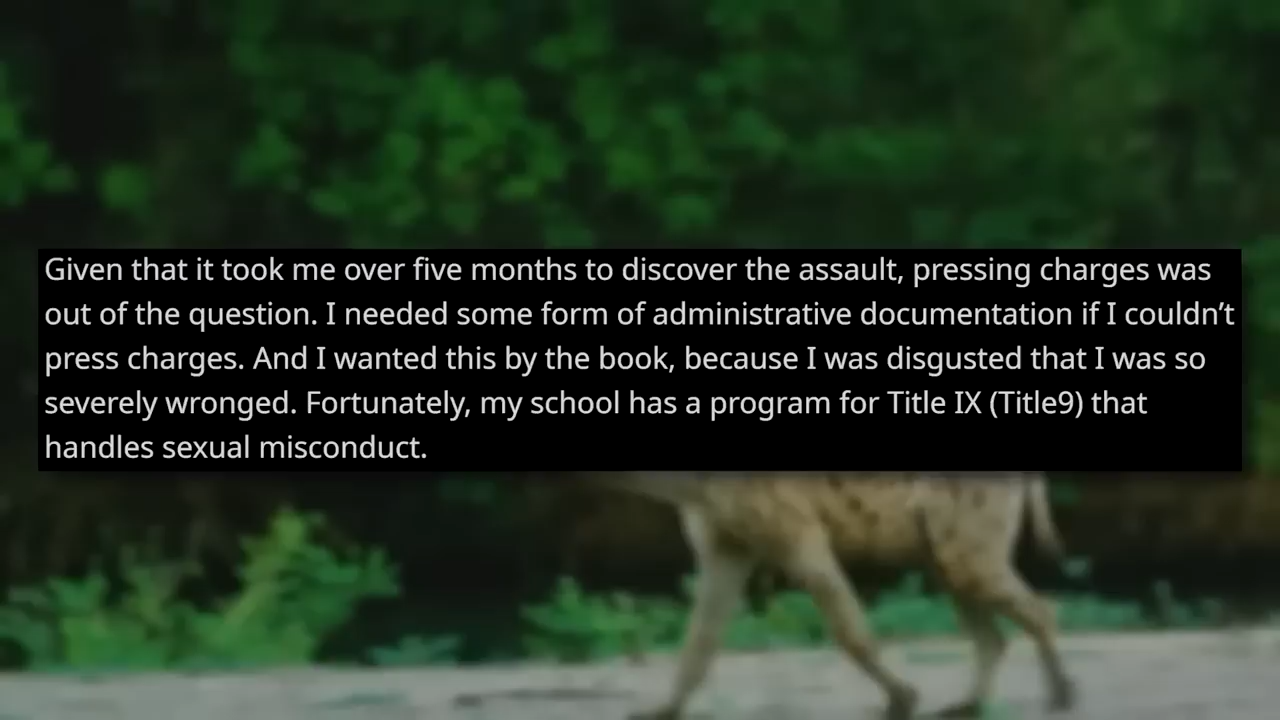 Given that it took me over five months to discover the assault, pressing charges was
out of the question. I needed some form of administrative documentation if I couldn’t
press charges. And I wanted this by the book, because I was disgusted that I was so
severely wronged. Fortunately, my school has a program for Title IX (Title9) that
handles sexual misconduct.